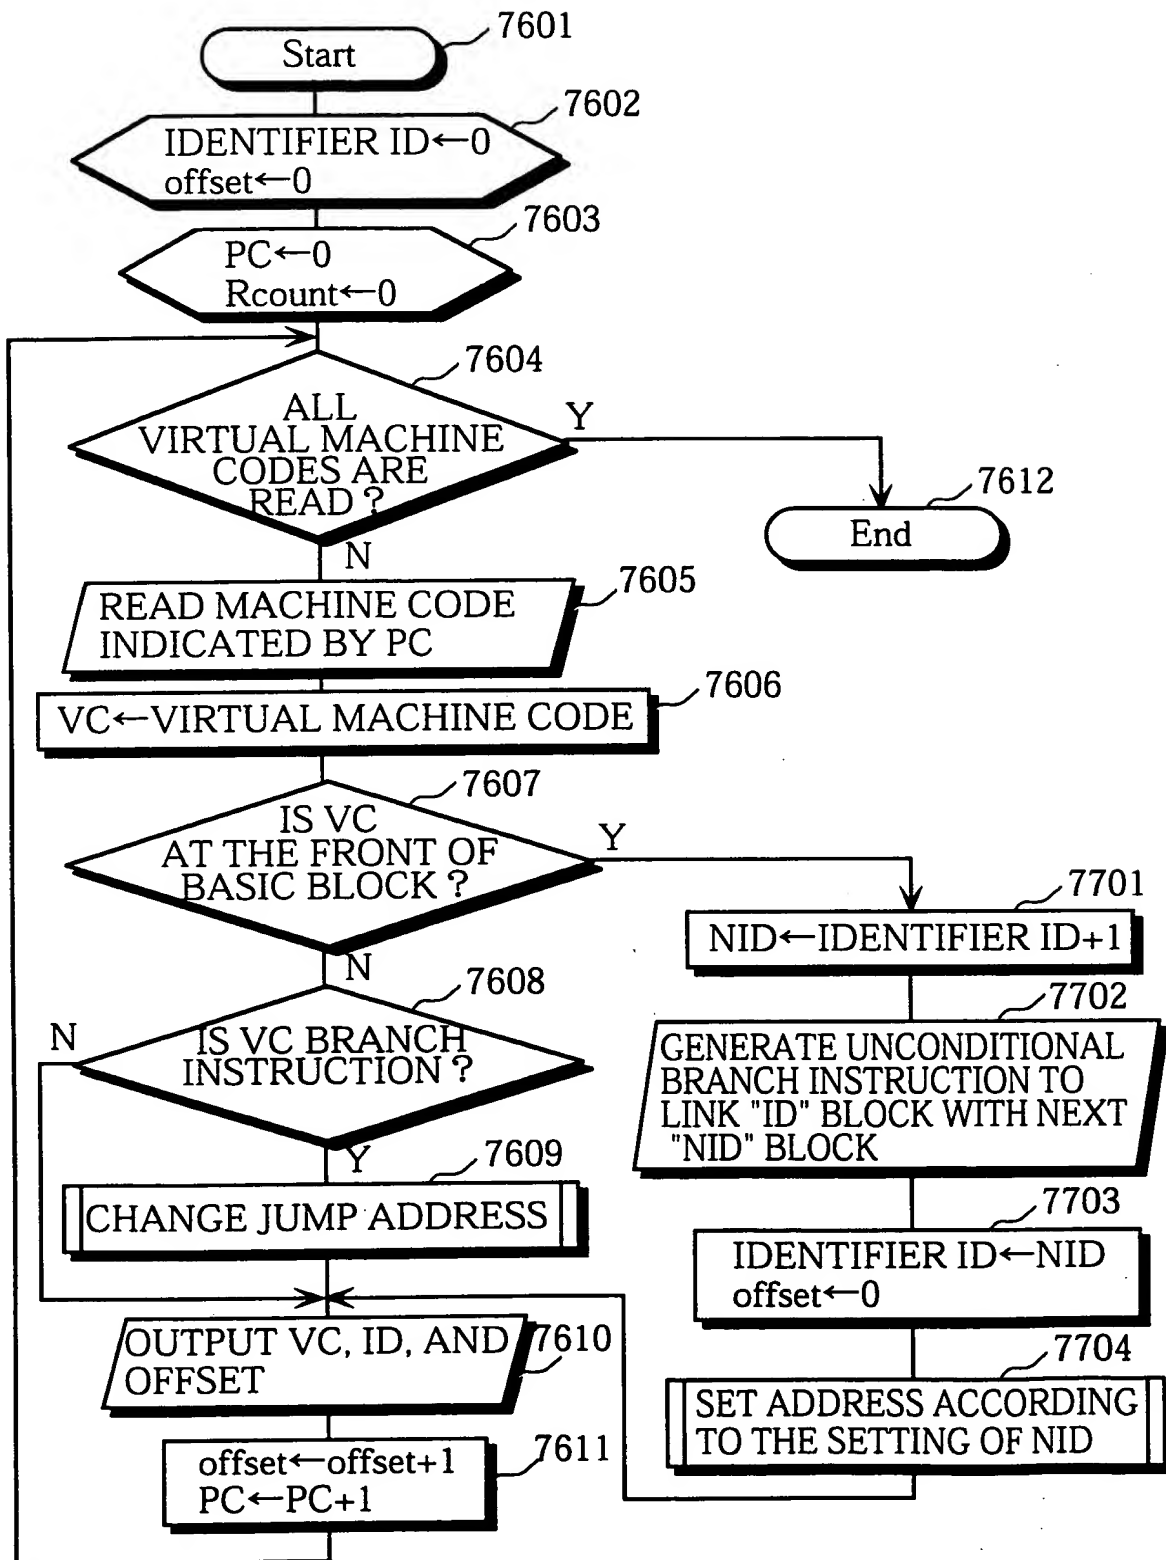 7601
Start
7602
IDENTIFIER ID←0
offset←0
7603
PC←0
Rcount←0
7604
ALL
VIRTUAL MACHINE
CODES ARE
READ ?
Y
N
7612
End
7605
READ MACHINE CODE
INDICATED BY PC
7606
VC←VIRTUAL MACHINE CODE
7607
IS VC
AT THE FRONT OF
BASIC BLOCK ?
Y
N
7701
NID←IDENTIFIER ID+1
7702
GENERATE UNCONDITIONAL
BRANCH INSTRUCTION TO
LINK "ID" BLOCK WITH NEXT
"NID" BLOCK
7608
N
IS VC BRANCH
INSTRUCTION ?
Y
7609
CHANGE JUMP ADDRESS
7703
IDENTIFIER ID←NID
offset←0
7704
SET ADDRESS ACCORDING
TO THE SETTING OF NID
7610
OUTPUT VC, ID, AND
OFFSET
7611
offset←offset+1
PC←PC+1